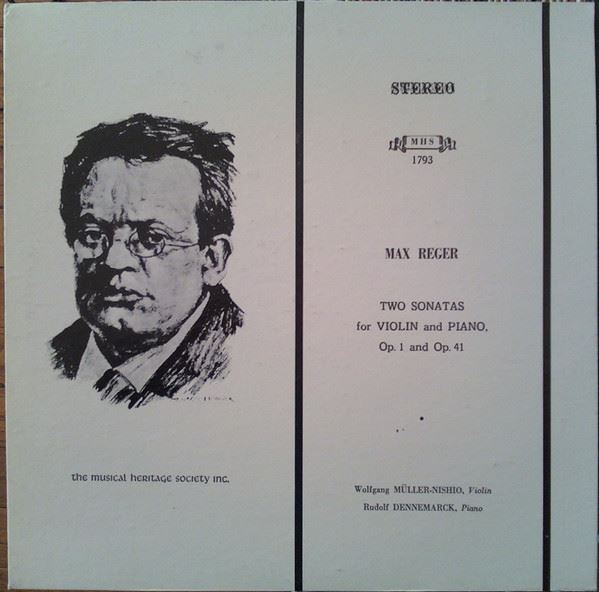 STEREO
MHS
1793
MAX REGER
TWO SONATAS
for VIOLIN and PIANO,
Op. 1 and Op. 41
the musical heritage society inc.
Wolfgang MÜLLER-NISHIO, Violin
Rudolf DENNEMARCK, Piano